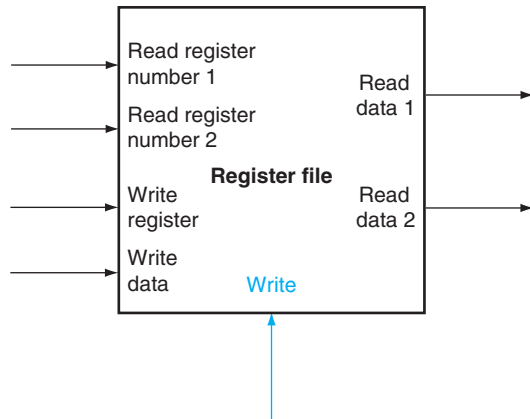 Read register
number 1
Read register
number 2
Write
register
Write
data
Register file
Write
Read
data 1
Read
data 2